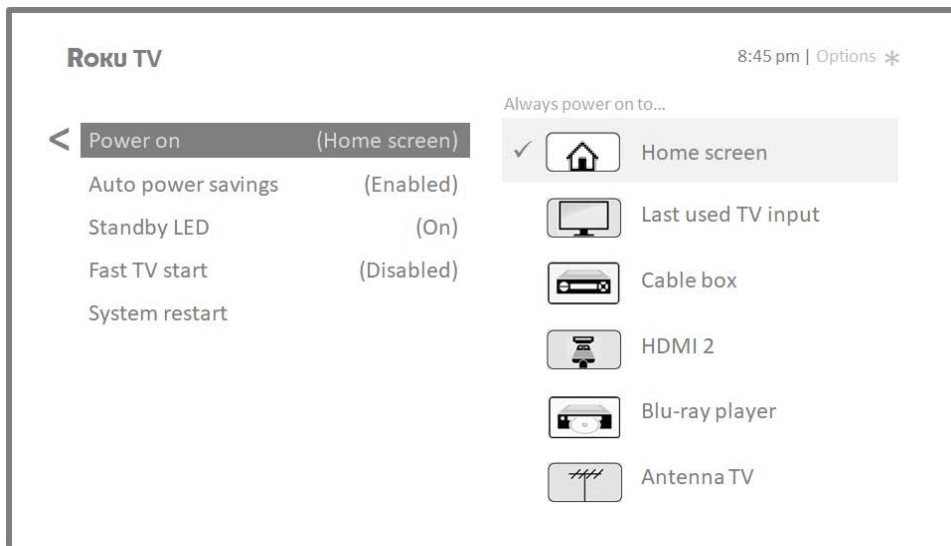 Roku TV
8:45 pm | Options *
Always power on to...
< Power on (Home screen)
Auto power savings (Enabled)
Standby LED (On)
Fast TV start (Disabled)
System restart
✓ Home screen
Last used TV input
Cable box
HDMI 2
Blu-ray player
Antenna TV